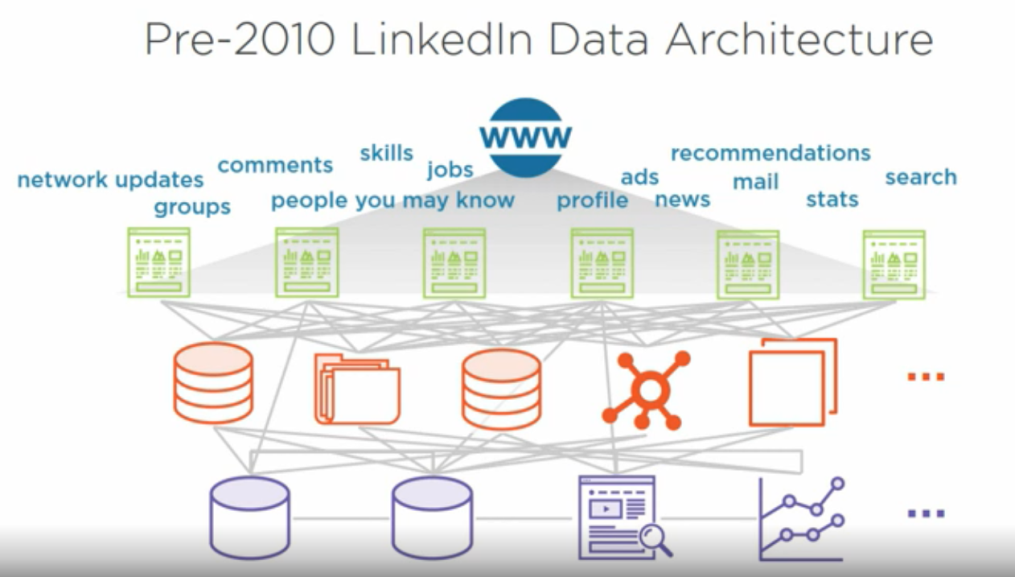 Pre-2010 LinkedIn Data Architecture
www
network updates
comments
skills
jobs
recommendations
ads
mail
search
groups
people you may know
profile
news
stats
...
...